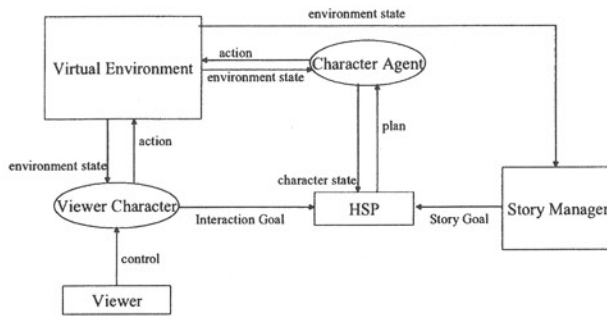 environment state
action
Virtual Environment
Character Agent
environment state
plan
environment state
action
character state
Viewer Character
HSP
Story Manager
Interaction Goal
Story Goal
control
Viewer